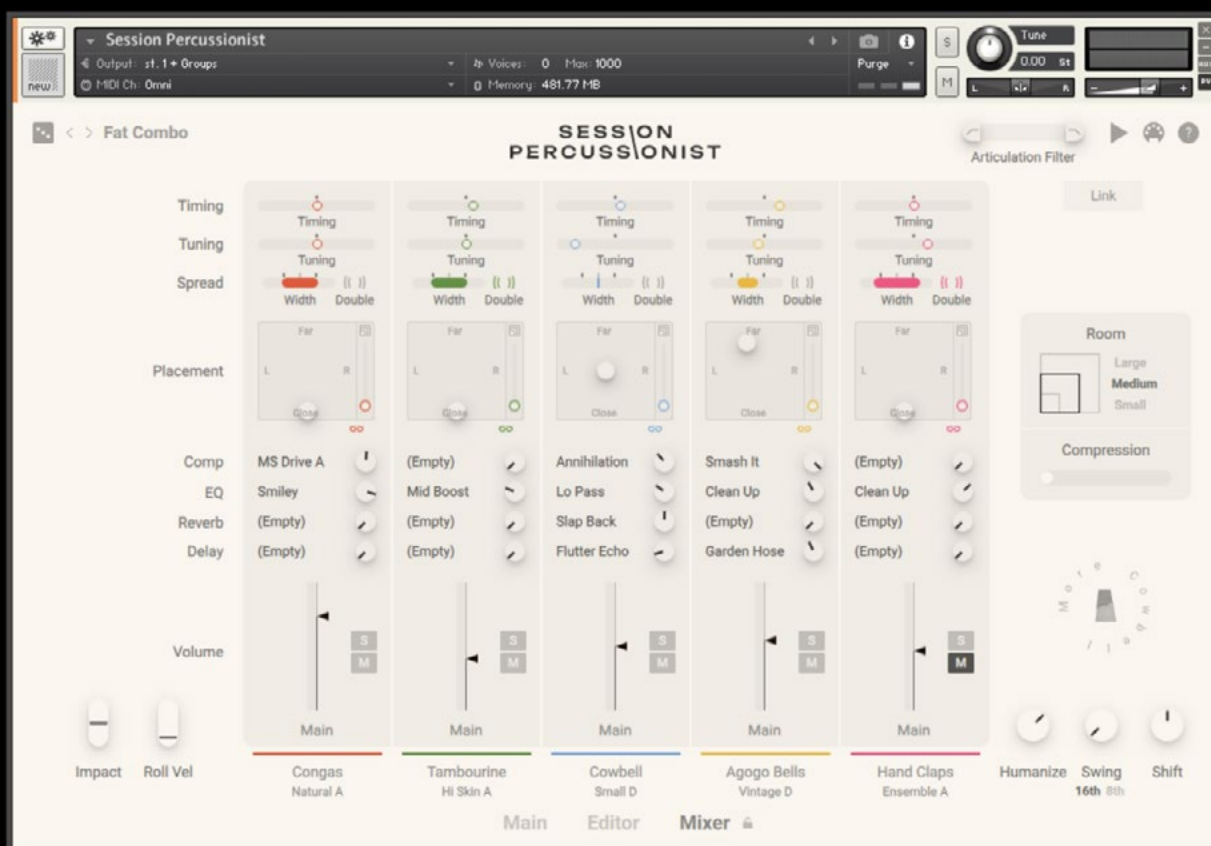 Session Percussionist
Output: st. 1 + Groups
Voices: 0 Max: 1000
Purge
MIDI Ch: Omni
Memory: 481.77 MB
new
S
M
Tune
0.00 st
L R
- +
Fat Combo
SESSION
PERCUSSIONIST
Articulation Filter
?
Link
Timing
Timing Timing Timing Timing Timing
Tuning
Tuning Tuning Tuning Tuning Tuning
Spread
Width Double Width Double Width Double Width Double Width Double
Placement
Far Far Far Far Far
L R L R L R L R L R
Close Close Close Close Close
Room
Large
Medium
Small
Compression
Comp MS Drive A (Empty) Annihilation Smash It (Empty)
EQ Smiley Mid Boost Lo Pass Clean Up Clean Up
Reverb (Empty) (Empty) Slap Back (Empty) (Empty)
Delay (Empty) (Empty) Flutter Echo Garden Hose (Empty)
More Cowbell
Volume
S S S S S
M M M M M
Main Main Main Main Main
Impact Roll Vel
Congas Tambourine Cowbell Agogo Bells Hand Claps
Natural A Hi Skin A Small D Vintage D Ensemble A
Humanize Swing Shift
16th 8th
Main Editor Mixer